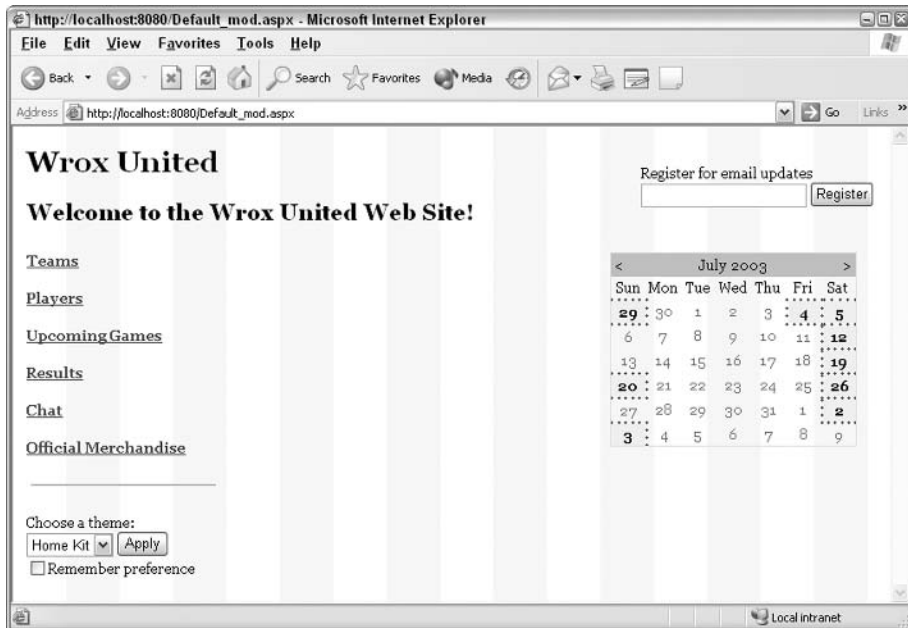 http://localhost:8080/Default_mod.aspx - Microsoft Internet Explorer
File Edit View Favorites Tools Help
Back Search Favorites Media
Address http://localhost:8080/Default_mod.aspx Go Links »
Wrox United
Welcome to the Wrox United Web Site!
Teams
Players
Upcoming Games
Results
Chat
Official Merchandise
Choose a theme:
Home Kit Apply
Remember preference
Register for email updates
Register
< July 2003 >
Sun Mon Tue Wed Thu Fri Sat
29 30 1 2 3 4 5
6 7 8 9 10 11 12
13 14 15 16 17 18 19
20 21 22 23 24 25 26
27 28 29 30 31 1 2
3 4 5 6 7 8 9
Local intranet